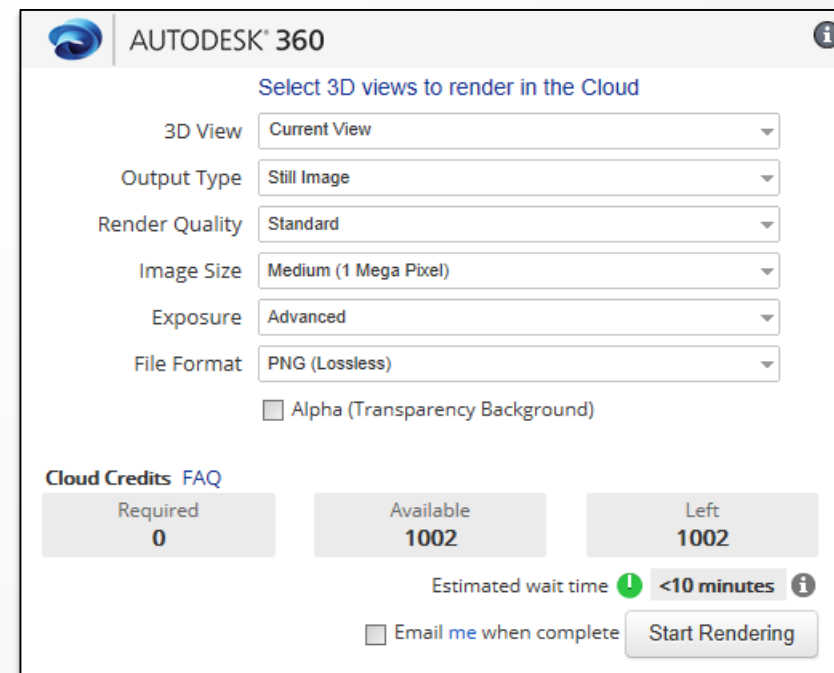 AUTODESK® 360
Select 3D views to render in the Cloud
3D View Current View
Output Type Still Image
Render Quality Standard
Image Size Medium (1 Mega Pixel)
Exposure Advanced
File Format PNG (Lossless)
Alpha (Transparency Background)
Cloud Credits FAQ
Required Available Left
0 1002 1002
Estimated wait time <10 minutes i
Email me when complete Start Rendering